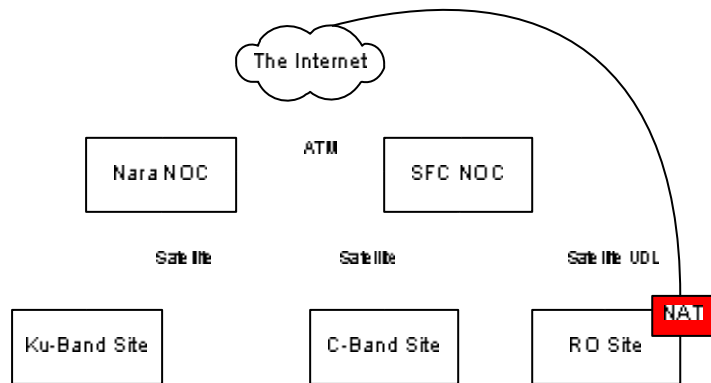 The Internet
ATM
Nara NOC
SFC NOC
Satellite
Satellite
Satellite UDL
NAT
Ku-Band Site
C-Band Site
RO Site